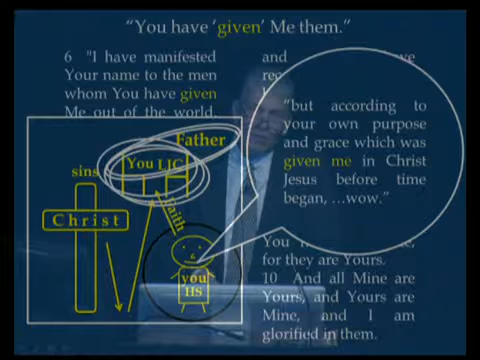 “You have ‘given’ Me them.”
6 "I have manifested
Your name to the men
whom You have given
Me out of the world.
and
“but according to
your own purpose
and grace which was
given me in Christ
Jesus before time
began, …wow.”
for they are Yours.
10 And all Mine are
Yours, and Yours are
Mine, and I am
glorified in them.
Father
You LIC
sins
Christ
faith
you
HS